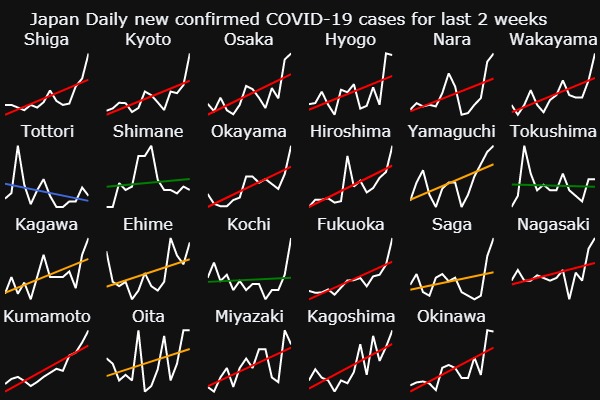 Japan Daily new confirmed COVID-19 cases for last 2 weeks
Shiga Kyoto Osaka Hyogo Nara Wakayama
Tottori Shimane Okayama Hiroshima Yamaguchi Tokushima
Kagawa Ehime Kochi Fukuoka Saga Nagasaki
Kumamoto Oita Miyazaki Kagoshima Okinawa